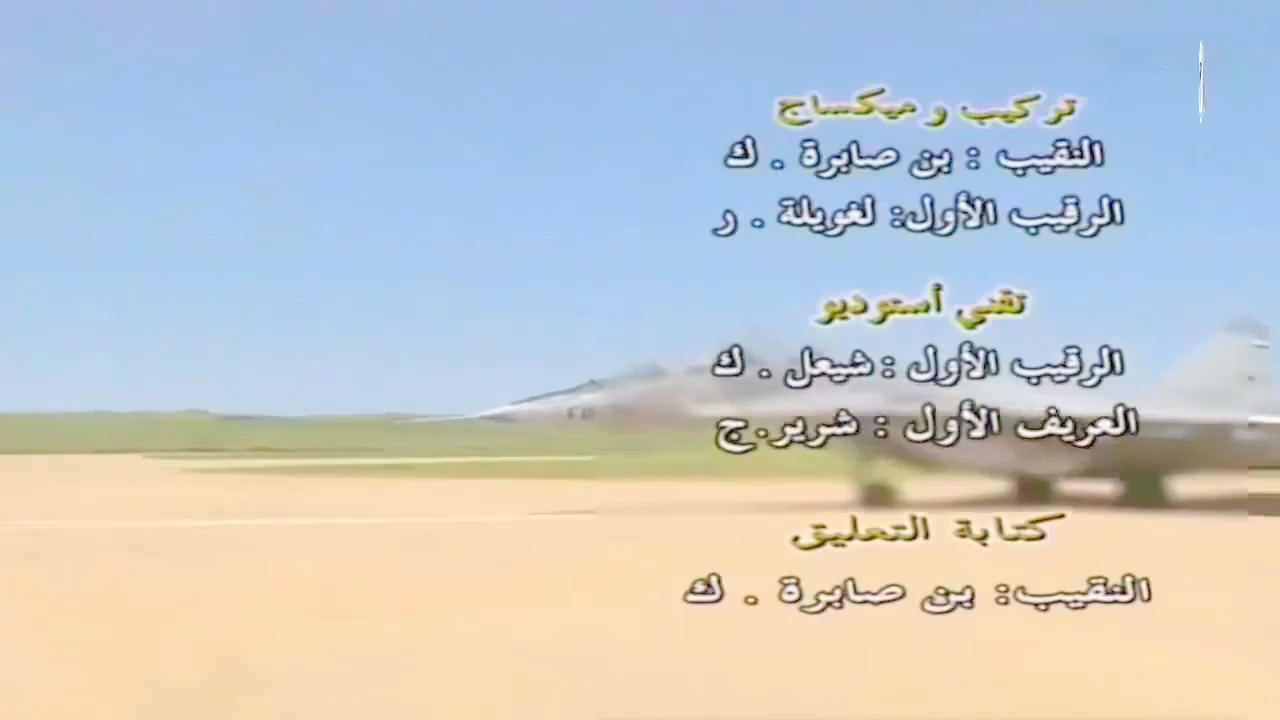 تركيب و ميكساج
النقيب : بن صابرة . ك
الرقيب الأول: لغويلة . ر
تقني أستوديو
الرقيب الأول : شيعل . ك
العريف الأول : شرير.ج
كتابة التعليق
النقيب: بن صابرة . ك